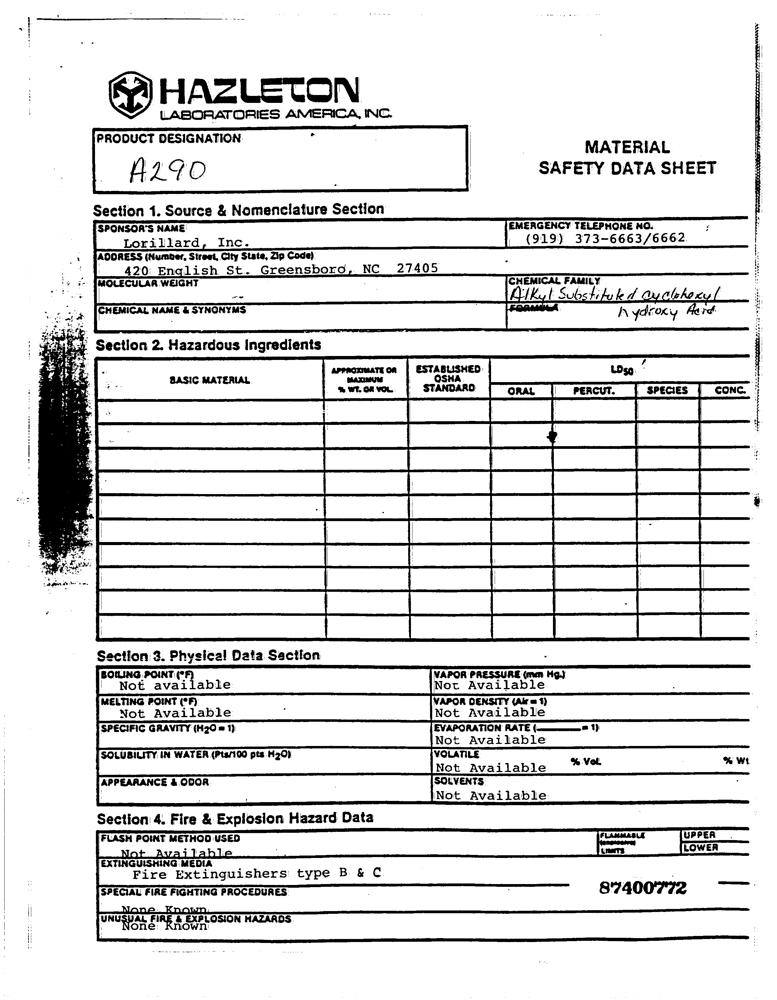 HAZLETON
LABORATORIES AMERICA, INC.
PRODUCT DESIGNATION
A290
MATERIAL
SAFETY DATA SHEET
Section 1. Source & Nomenclature Section
SPONSOR'S NAME
Lorillard, Inc.
EMERGENCY TELEPHONE NO.
(919) 373-6663/6662
ADDRESS (Number, Street, City State, Zip Code)
420 English St. Greensboro, NC 27405
MOLECULAR WEIGHT
--
CHEMICAL FAMILY
Alkyl Substituted cyclohexyl
CHEMICAL NAME & SYNONYMS
FORMULA
hydroxy Acid
Section 2. Hazardous Ingredients
BASIC MATERIAL
APPROXIMATE OR
MAXIMUM
% WT. OR VOL.
ESTABLISHED
OSHA
STANDARD
LD50
ORAL
PERCUT.
SPECIES
CONC.
Section 3. Physical Data Section
BOILING POINT (°F)
Not available
VAPOR PRESSURE (mm Hg.)
Not Available
MELTING POINT (°F)
Not Available
VAPOR DENSITY (Air = 1)
Not Available
SPECIFIC GRAVITY (H2O = 1)
EVAPORATION RATE (______ = 1)
Not Available
SOLUBILITY IN WATER (Pts/100 pts H2O)
VOLATILE
Not Available
% Vol.
% Wt
APPEARANCE & ODOR
SOLVENTS
Not Available
Section 4. Fire & Explosion Hazard Data
FLASH POINT METHOD USED
Not Available
FLAMMABLE
LIMITS
UPPER
LOWER
EXTINGUISHING MEDIA
Fire Extinguishers type B & C
SPECIAL FIRE FIGHTING PROCEDURES
None Known
87400772
UNUSUAL FIRE & EXPLOSION HAZARDS
None Known